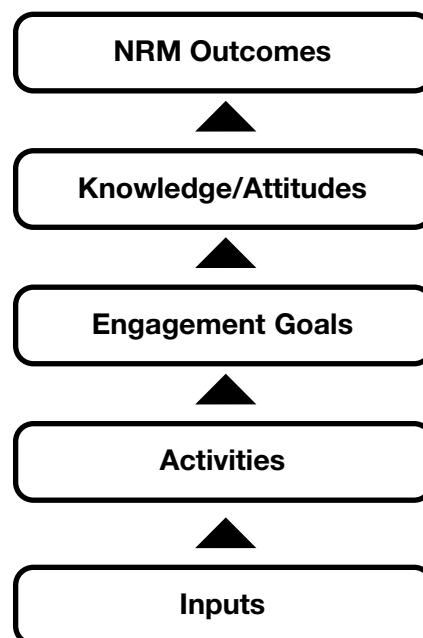 NRM Outcomes
Knowledge/Attitudes
Engagement Goals
Activities
Inputs